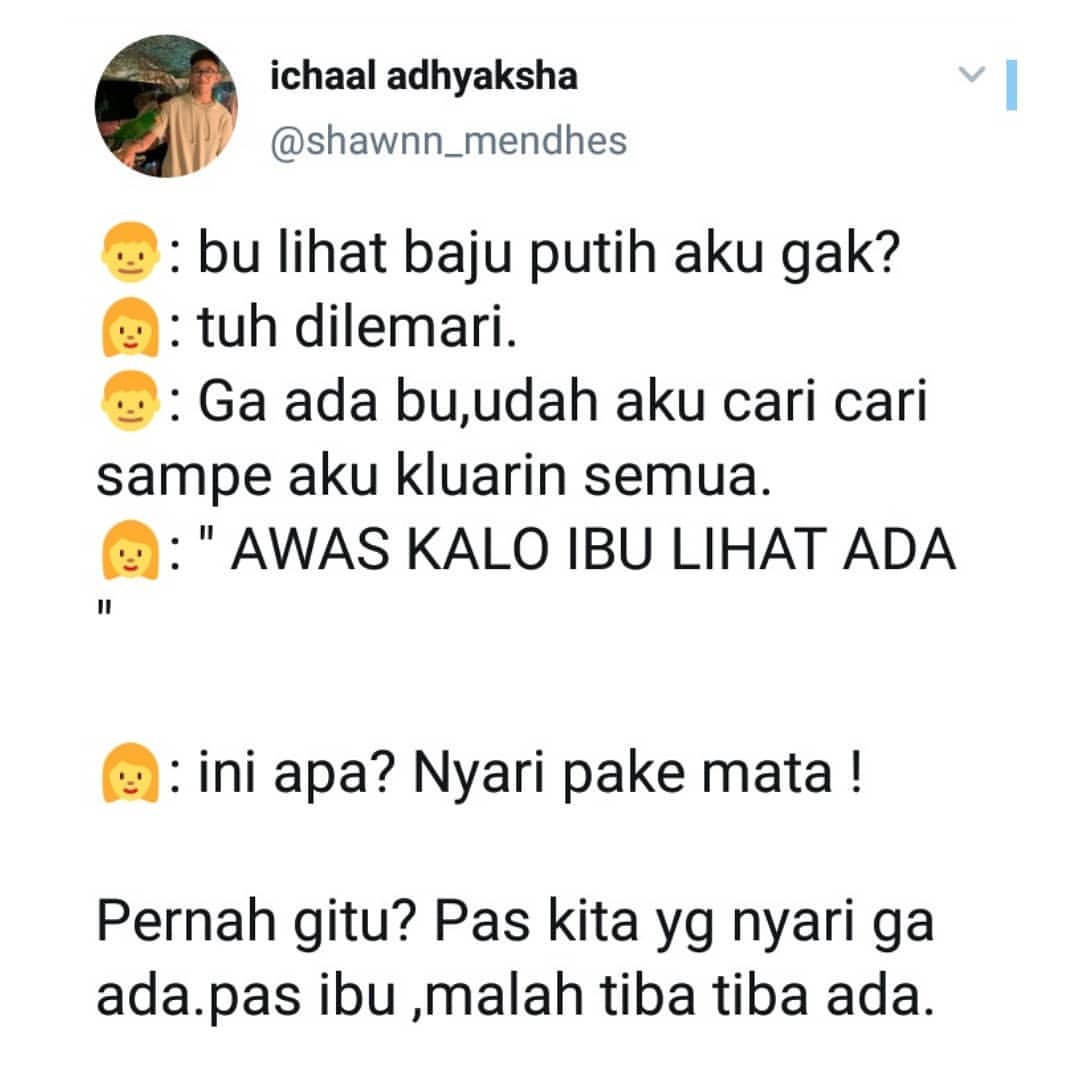 ichaal adhyaksha
@shawnn_mendhes
👦: bu lihat baju putih aku gak?
👩: tuh dilemari.
👦: Ga ada bu,udah aku cari cari
sampe aku kluarin semua.
👩: " AWAS KALO IBU LIHAT ADA
"
👩: ini apa? Nyari pake mata !
Pernah gitu? Pas kita yg nyari ga
ada.pas ibu ,malah tiba tiba ada.